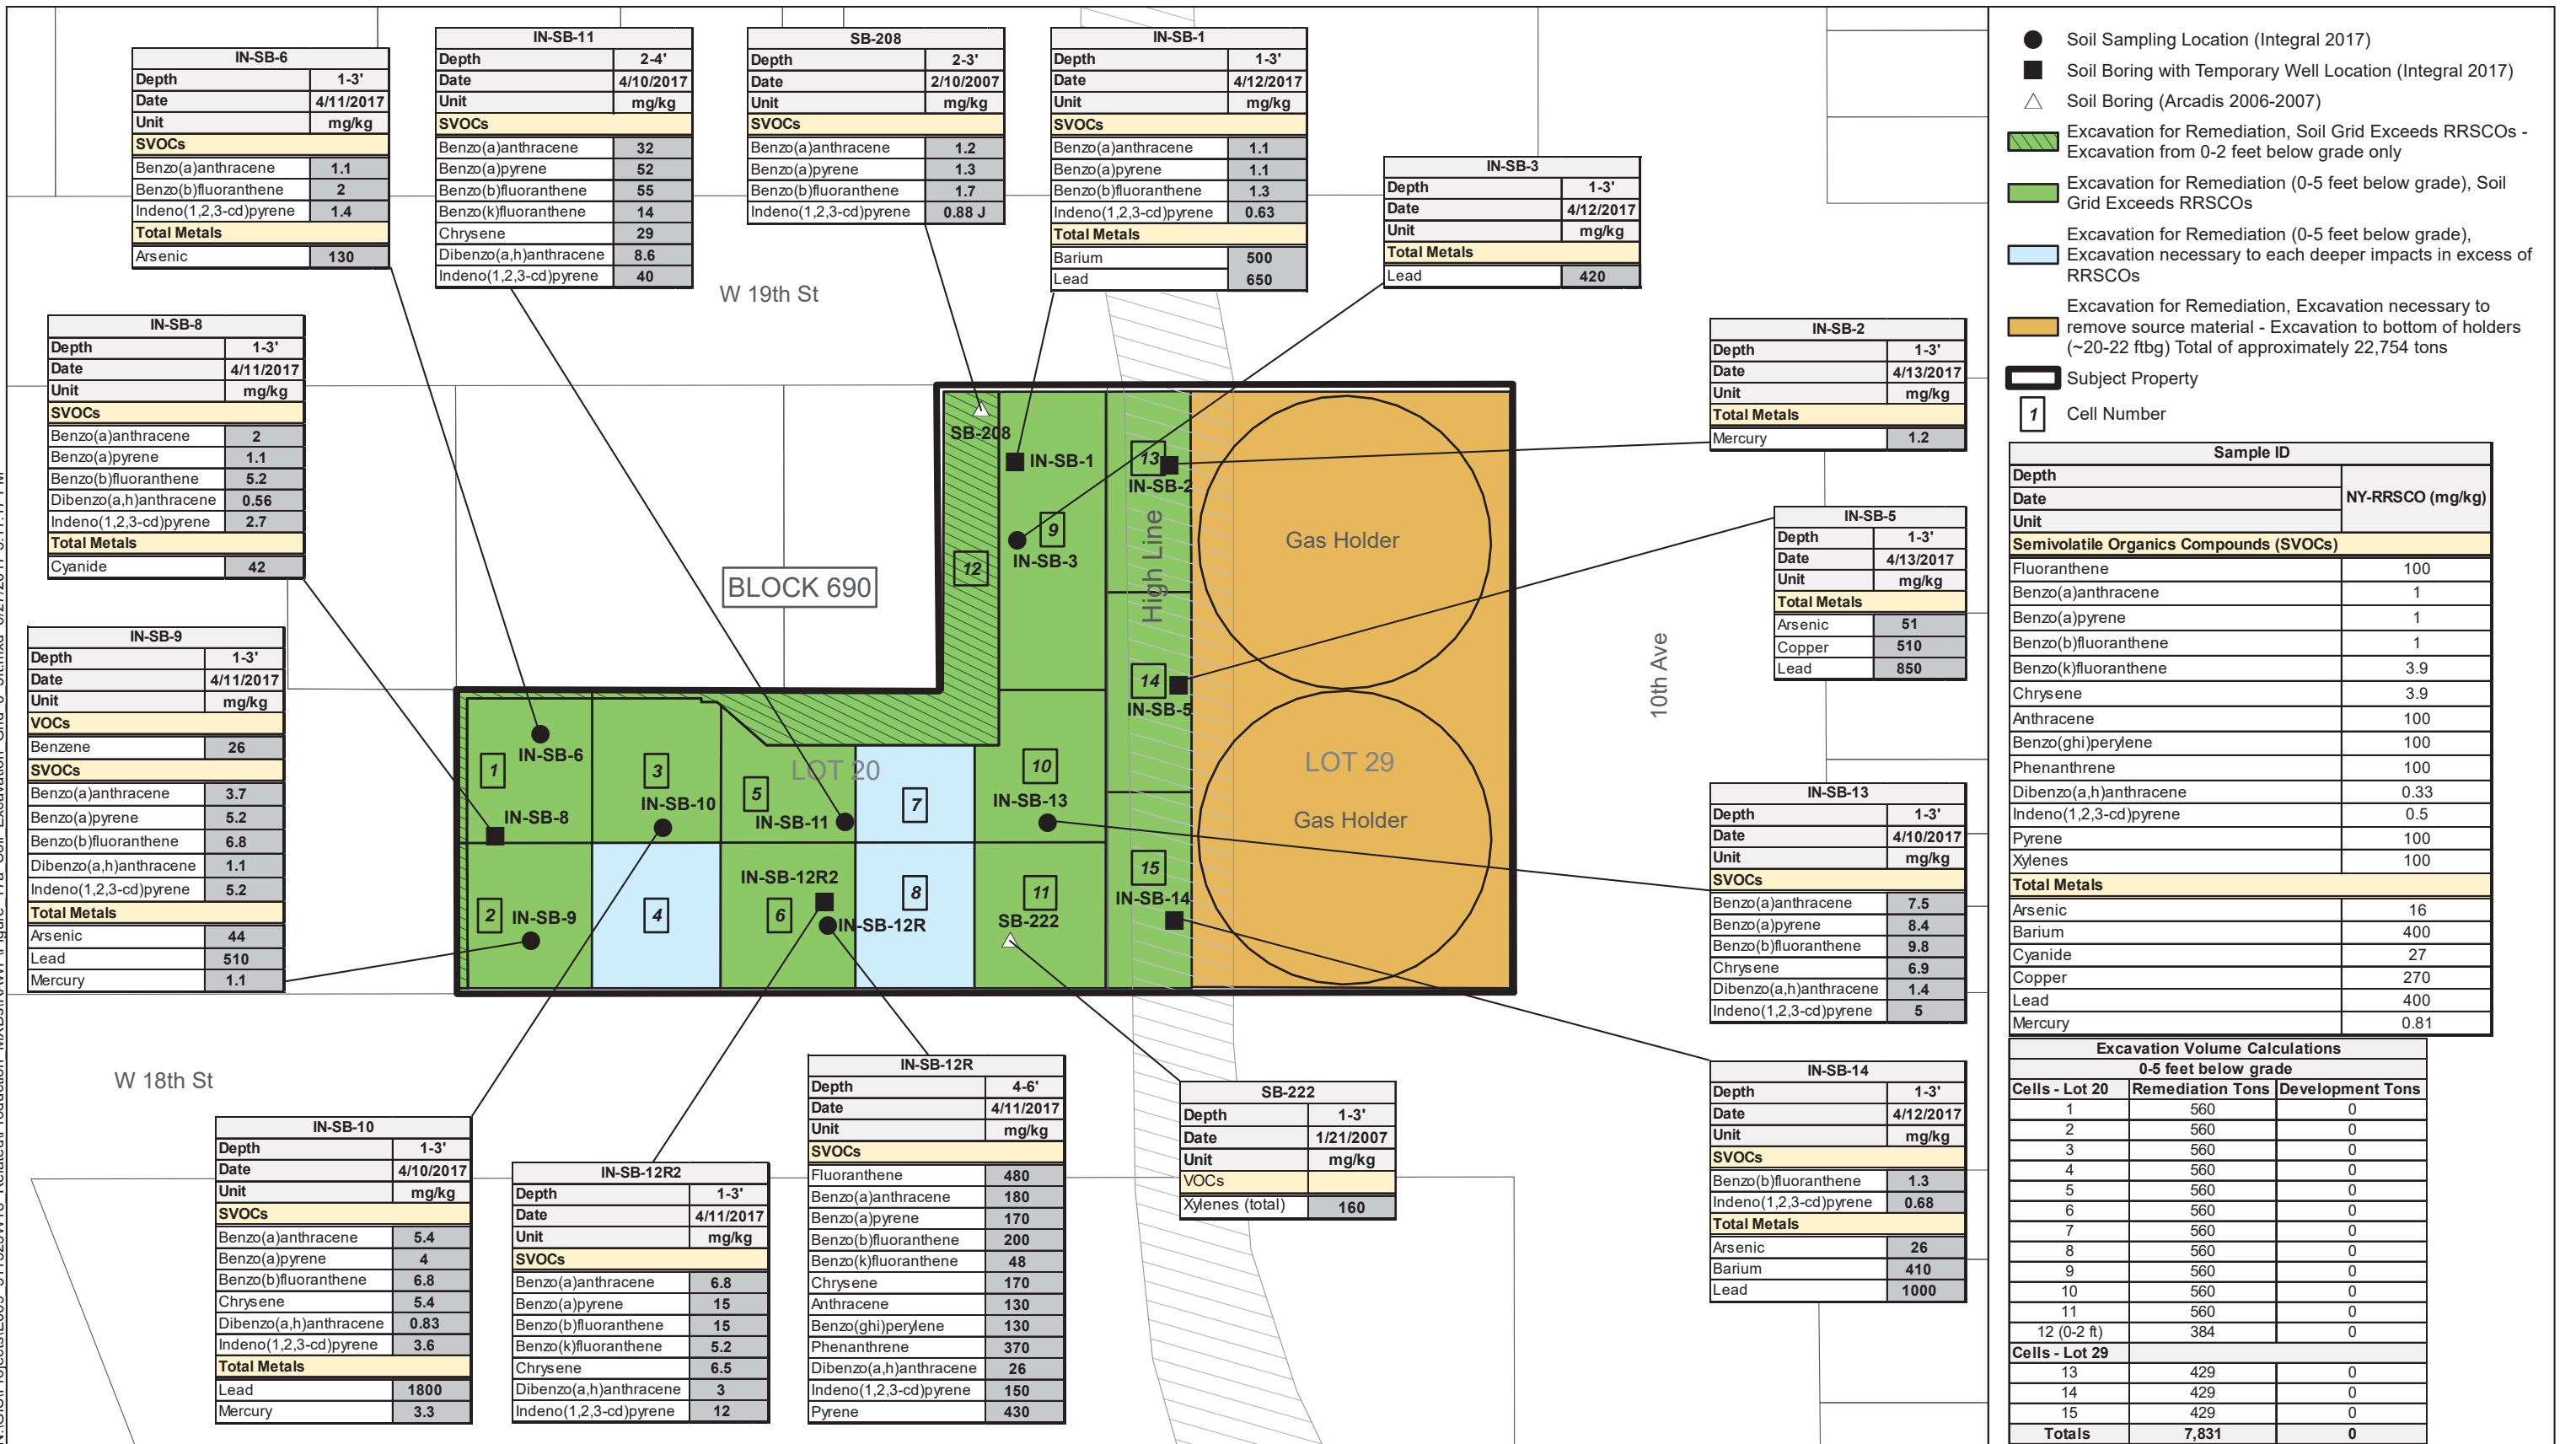 IN-SB-6
Depth 1-3'
Date 4/11/2017
Unit mg/kg
SVOCs
Benzo(a)anthracene 1.1
Benzo(b)fluoranthene 2
Indeno(1,2,3-cd)pyrene 1.4
Total Metals
Arsenic 130
IN-SB-11
Depth 2-4'
Date 4/10/2017
Unit mg/kg
SVOCs
Benzo(a)anthracene 32
Benzo(a)pyrene 52
Benzo(b)fluoranthene 55
Benzo(k)fluoranthene 14
Chrysene 29
Dibenzo(a,h)anthracene 8.6
Indeno(1,2,3-cd)pyrene 40
SB-208
Depth 2-3'
Date 2/10/2007
Unit mg/kg
SVOCs
Benzo(a)anthracene 1.2
Benzo(a)pyrene 1.3
Benzo(b)fluoranthene 1.7
Indeno(1,2,3-cd)pyrene 0.88 J
IN-SB-1
Depth 1-3'
Date 4/12/2017
Unit mg/kg
SVOCs
Benzo(a)anthracene 1.1
Benzo(a)pyrene 1.1
Benzo(b)fluoranthene 1.3
Indeno(1,2,3-cd)pyrene 0.63
Total Metals
Barium 500
Lead 650
IN-SB-3
Depth 1-3'
Date 4/12/2017
Unit mg/kg
Total Metals
Lead 420
IN-SB-2
Depth 1-3'
Date 4/13/2017
Unit mg/kg
Total Metals
Mercury 1.2
IN-SB-8
Depth 1-3'
Date 4/11/2017
Unit mg/kg
SVOCs
Benzo(a)anthracene 2
Benzo(a)pyrene 1.1
Benzo(b)fluoranthene 5.2
Dibenzo(a,h)anthracene 0.56
Indeno(1,2,3-cd)pyrene 2.7
Total Metals
Cyanide 42
IN-SB-5
Depth 1-3'
Date 4/13/2017
Unit mg/kg
Total Metals
Arsenic 51
Copper 510
Lead 850
IN-SB-9
Depth 1-3'
Date 4/11/2017
Unit mg/kg
VOCs
Benzene 26
SVOCs
Benzo(a)anthracene 3.7
Benzo(a)pyrene 5.2
Benzo(b)fluoranthene 6.8
Dibenzo(a,h)anthracene 1.1
Indeno(1,2,3-cd)pyrene 5.2
Total Metals
Arsenic 44
Lead 510
Mercury 1.1
W 19th St
BLOCK 690
High Line
10th Ave
W 18th St
SB-208
IN-SB-1
13
IN-SB-2
9
IN-SB-3
12
Gas Holder
14
IN-SB-5
IN-SB-6
1
3
LOT 20
10
LOT 29
5
7
IN-SB-10
IN-SB-13
IN-SB-8
IN-SB-11
Gas Holder
15
IN-SB-12R2
8
11
IN-SB-14
2
IN-SB-9
4
6
IN-SB-12R
SB-222
IN-SB-13
Depth 1-3'
Date 4/10/2017
Unit mg/kg
SVOCs
Benzo(a)anthracene 7.5
Benzo(a)pyrene 8.4
Benzo(b)fluoranthene 9.8
Chrysene 6.9
Dibenzo(a,h)anthracene 1.4
Indeno(1,2,3-cd)pyrene 5
IN-SB-10
Depth 1-3'
Date 4/10/2017
Unit mg/kg
SVOCs
Benzo(a)anthracene 5.4
Benzo(a)pyrene 4
Benzo(b)fluoranthene 6.8
Chrysene 5.4
Dibenzo(a,h)anthracene 0.83
Indeno(1,2,3-cd)pyrene 3.6
Total Metals
Lead 1800
Mercury 3.3
IN-SB-12R2
Depth 1-3'
Date 4/11/2017
Unit mg/kg
SVOCs
Benzo(a)anthracene 6.8
Benzo(a)pyrene 15
Benzo(b)fluoranthene 15
Benzo(k)fluoranthene 5.2
Chrysene 6.5
Dibenzo(a,h)anthracene 3
Indeno(1,2,3-cd)pyrene 12
IN-SB-12R
Depth 4-6'
Date 4/11/2017
Unit mg/kg
SVOCs
Fluoranthene 480
Benzo(a)anthracene 180
Benzo(a)pyrene 170
Benzo(b)fluoranthene 200
Benzo(k)fluoranthene 48
Chrysene 170
Anthracene 130
Benzo(ghi)perylene 130
Phenanthrene 370
Dibenzo(a,h)anthracene 26
Indeno(1,2,3-cd)pyrene 150
Pyrene 430
SB-222
Depth 1-3'
Date 1/21/2007
Unit mg/kg
VOCs
Xylenes (total) 160
IN-SB-14
Depth 1-3'
Date 4/12/2017
Unit mg/kg
SVOCs
Benzo(b)fluoranthene 1.3
Indeno(1,2,3-cd)pyrene 0.68
Total Metals
Arsenic 26
Barium 410
Lead 1000
Soil Sampling Location (Integral 2017)
Soil Boring with Temporary Well Location (Integral 2017)
Soil Boring (Arcadis 2006-2007)
Excavation for Remediation, Soil Grid Exceeds RRSCOs -
Excavation from 0-2 feet below grade only
Excavation for Remediation (0-5 feet below grade), Soil
Grid Exceeds RRSCOs
Excavation for Remediation (0-5 feet below grade),
Excavation necessary to each deeper impacts in excess of
RRSCOs
Excavation for Remediation, Excavation necessary to
remove source material - Excavation to bottom of holders
(~20-22 ftbg) Total of approximately 22,754 tons
Subject Property
1 Cell Number
Sample ID
Depth
Date NY-RRSCO (mg/kg)
Unit
Semivolatile Organics Compounds (SVOCs)
Fluoranthene 100
Benzo(a)anthracene 1
Benzo(a)pyrene 1
Benzo(b)fluoranthene 1
Benzo(k)fluoranthene 3.9
Chrysene 3.9
Anthracene 100
Benzo(ghi)perylene 100
Phenanthrene 100
Dibenzo(a,h)anthracene 0.33
Indeno(1,2,3-cd)pyrene 0.5
Pyrene 100
Xylenes 100
Total Metals
Arsenic 16
Barium 400
Cyanide 27
Copper 270
Lead 400
Mercury 0.81
Excavation Volume Calculations
0-5 feet below grade
Cells - Lot 20 Remediation Tons Development Tons
1 560 0
2 560 0
3 560 0
4 560 0
5 560 0
6 560 0
7 560 0
8 560 0
9 560 0
10 560 0
11 560 0
12 (0-2 ft) 384 0
Cells - Lot 29
13 429 0
14 429 0
15 429 0
Totals 7,831 0